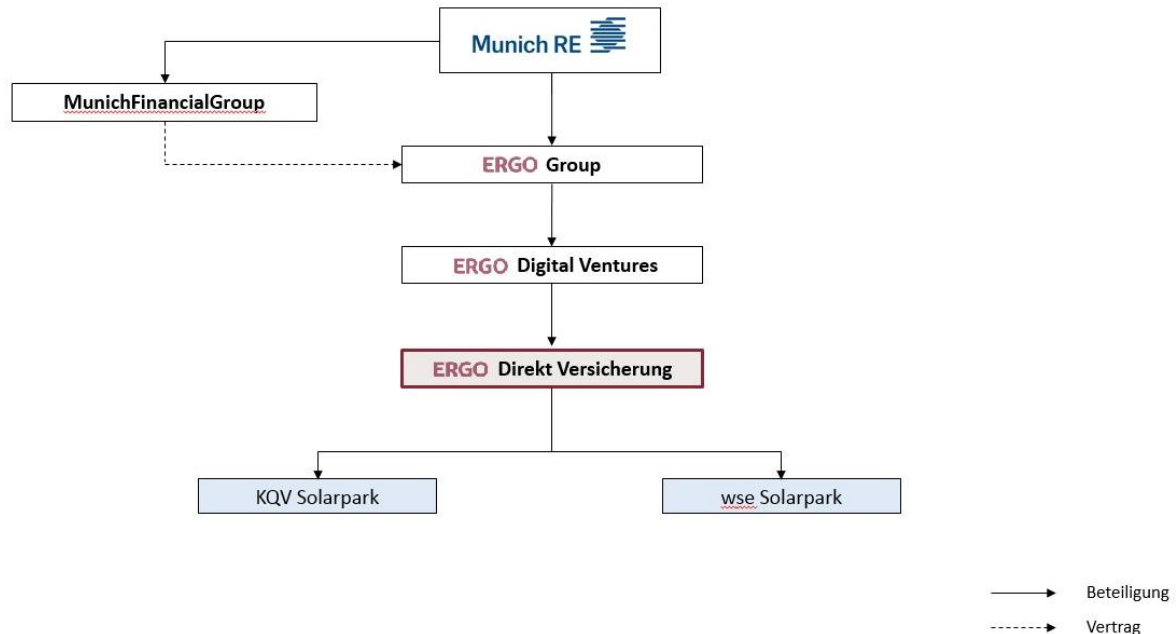 Munich RE
MunichFinancialGroup
ERGO Group
ERGO Digital Ventures
ERGO Direkt Versicherung
KQV Solarpark
wse Solarpark
Beteiligung
Vertrag